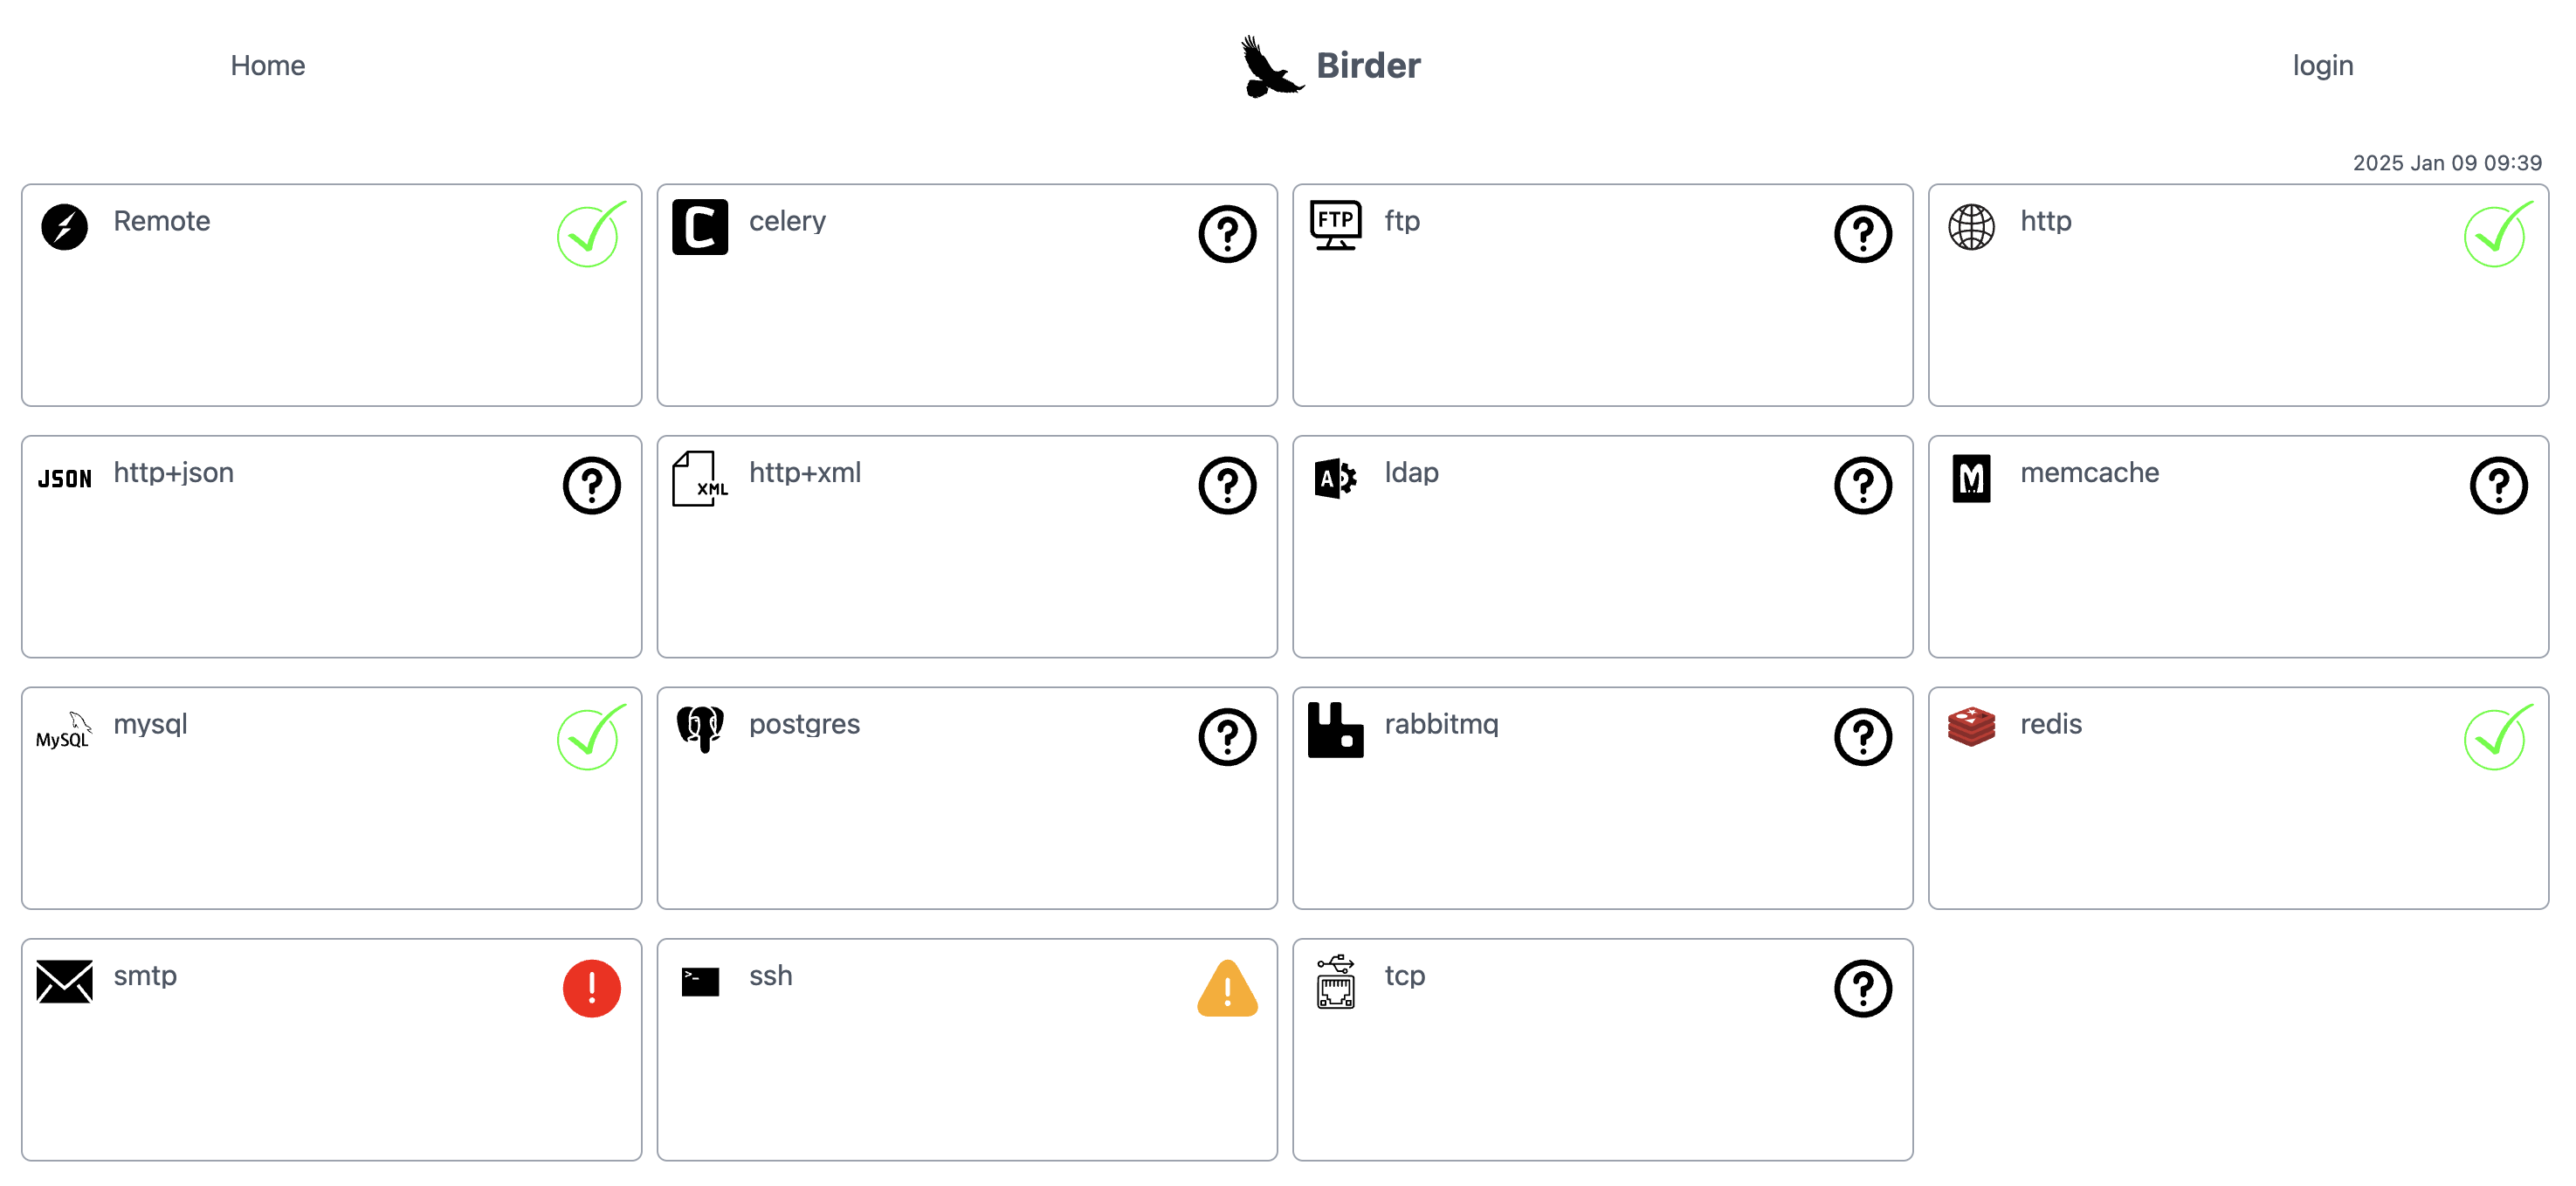 Home
Birder
login
2025 Jan 09 09:39
Remote
C
celery
?
FTP
ftp
?
http
JSON
http+json
?
XML
http+xml
?
A
ldap
?
M
memcache
?
MySQL
mysql
postgres
?
rabbitmq
?
redis
smtp
!
>_
ssh
!
tcp
?